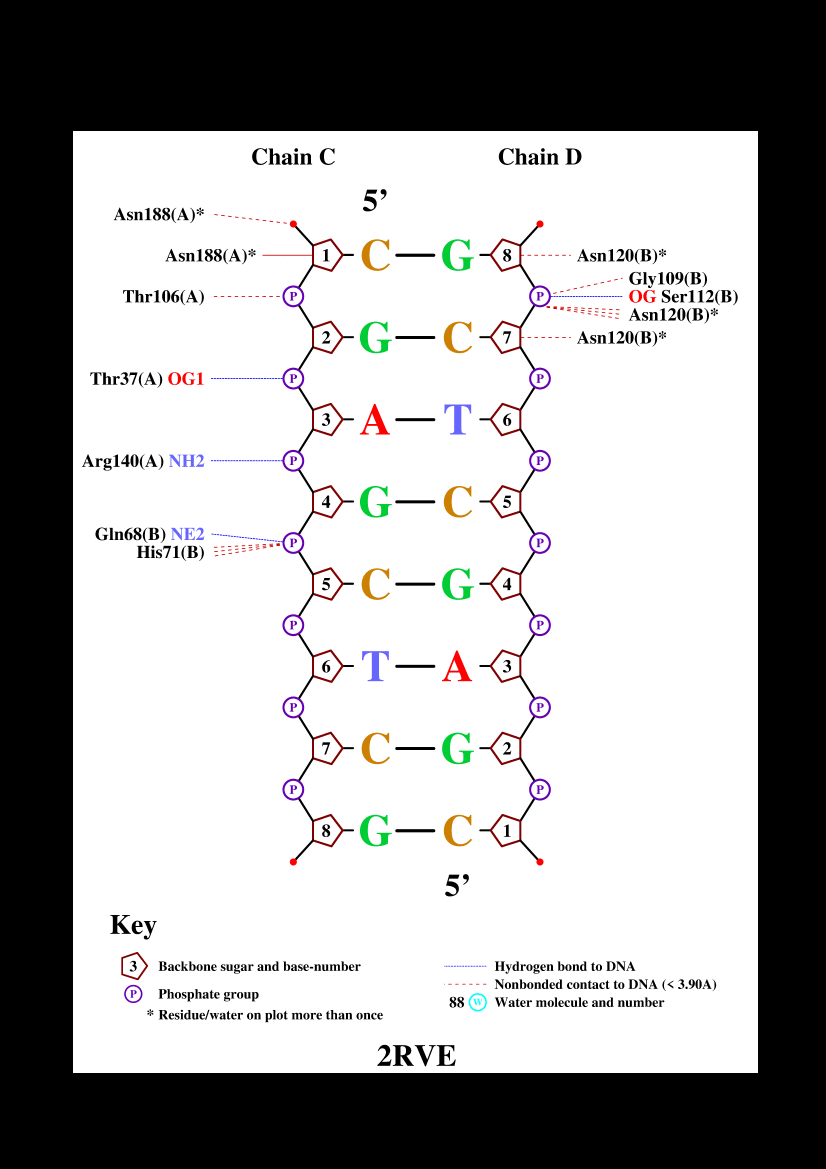 Chain C Chain D
5’
Asn188(A)*
Asn188(A)* 1 C G 8 Asn120(B)*
Gly109(B)
Thr106(A) P P OG Ser112(B)
Asn120(B)*
2 G C 7 Asn120(B)*
Thr37(A) OG1 P P
3 A T 6
Arg140(A) NH2 P P
4 G C 5
Gln68(B) NE2 P P
His71(B)
5 C G 4
P P
6 T A 3
P P
7 C G 2
P P
8 G C 1
5’
Key
3 Backbone sugar and base-number
P Phosphate group
* Residue/water on plot more than once
Hydrogen bond to DNA
Nonbonded contact to DNA (< 3.90A)
88 W Water molecule and number
2RVE